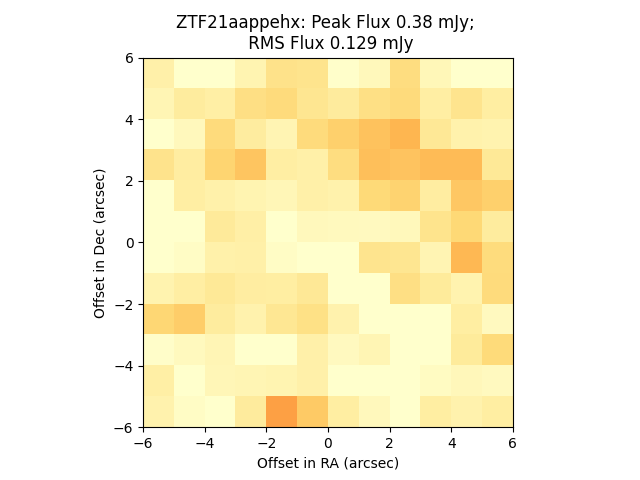 ZTF21aappehx: Peak Flux 0.38 mJy;
RMS Flux 0.129 mJy
6
4
2
0
−2
−4
−6
Offset in Dec (arcsec)
−6 −4 −2 0 2 4 6
Offset in RA (arcsec)